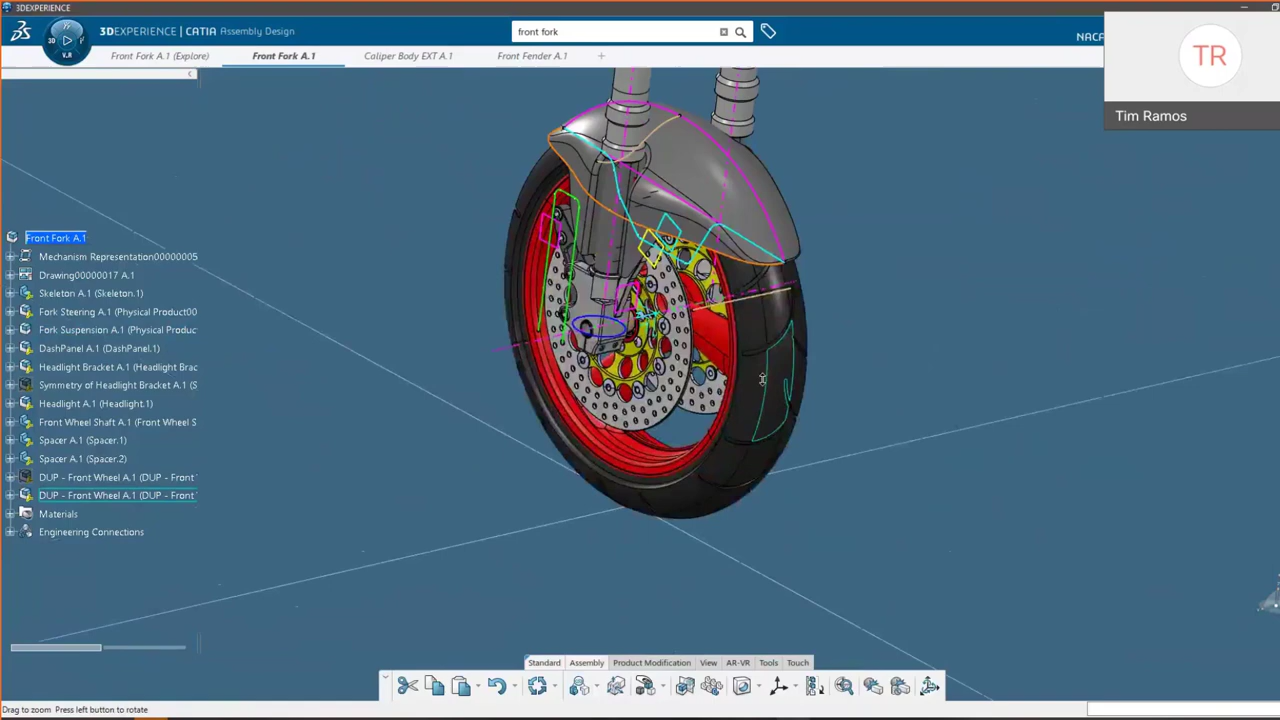 3DEXPERIENCE
3DEXPERIENCE | CATIA Assembly Design
front fork
NACA
TR
Tim Ramos
Front Fork A.1 (Explore)
Front Fork A.1
Caliper Body EXT A.1
Front Fender A.1
3D
V.R
Front Fork A.1
Mechanism Representation00000005
Drawing00000017 A.1
Skeleton A.1 (Skeleton.1)
Fork Steering A.1 (Physical Product00
Fork Suspension A.1 (Physical Produc
DashPanel A.1 (DashPanel.1)
Headlight Bracket A.1 (Headlight Brac
Symmetry of Headlight Bracket A.1 (S
Headlight A.1 (Headlight.1)
Front Wheel Shaft A.1 (Front Wheel S
Spacer A.1 (Spacer.1)
Spacer A.1 (Spacer.2)
DUP - Front Wheel A.1 (DUP - Front
DUP - Front Wheel A.1 (DUP - Front
Materials
Engineering Connections
Standard Assembly Product Modification View AR-VR Tools Touch
Drag to zoom Press left button to rotate